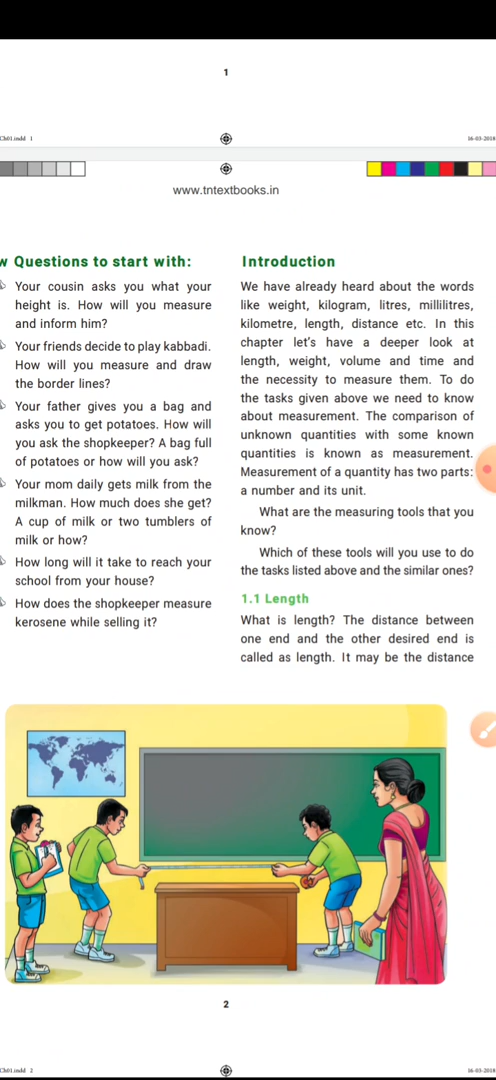 1
Ch01.indd 1
16-03-2018
www.tntextbooks.in
w Questions to start with:
Your cousin asks you what your
height is. How will you measure
and inform him?
Your friends decide to play kabbadi.
How will you measure and draw
the border lines?
Your father gives you a bag and
asks you to get potatoes. How will
you ask the shopkeeper? A bag full
of potatoes or how will you ask?
Your mom daily gets milk from the
milkman. How much does she get?
A cup of milk or two tumblers of
milk or how?
How long will it take to reach your
school from your house?
How does the shopkeeper measure
kerosene while selling it?
Introduction
We have already heard about the words
like weight, kilogram, litres, millilitres,
kilometre, length, distance etc. In this
chapter let's have a deeper look at
length, weight, volume and time and
the necessity to measure them. To do
the tasks given above we need to know
about measurement. The comparison of
unknown quantities with some known
quantities is known as measurement.
Measurement of a quantity has two parts:
a number and its unit.
What are the measuring tools that you
know?
Which of these tools will you use to do
the tasks listed above and the similar ones?
1.1 Length
What is length? The distance between
one end and the other desired end is
called as length. It may be the distance
2
Ch01.indd 2
16-03-2018